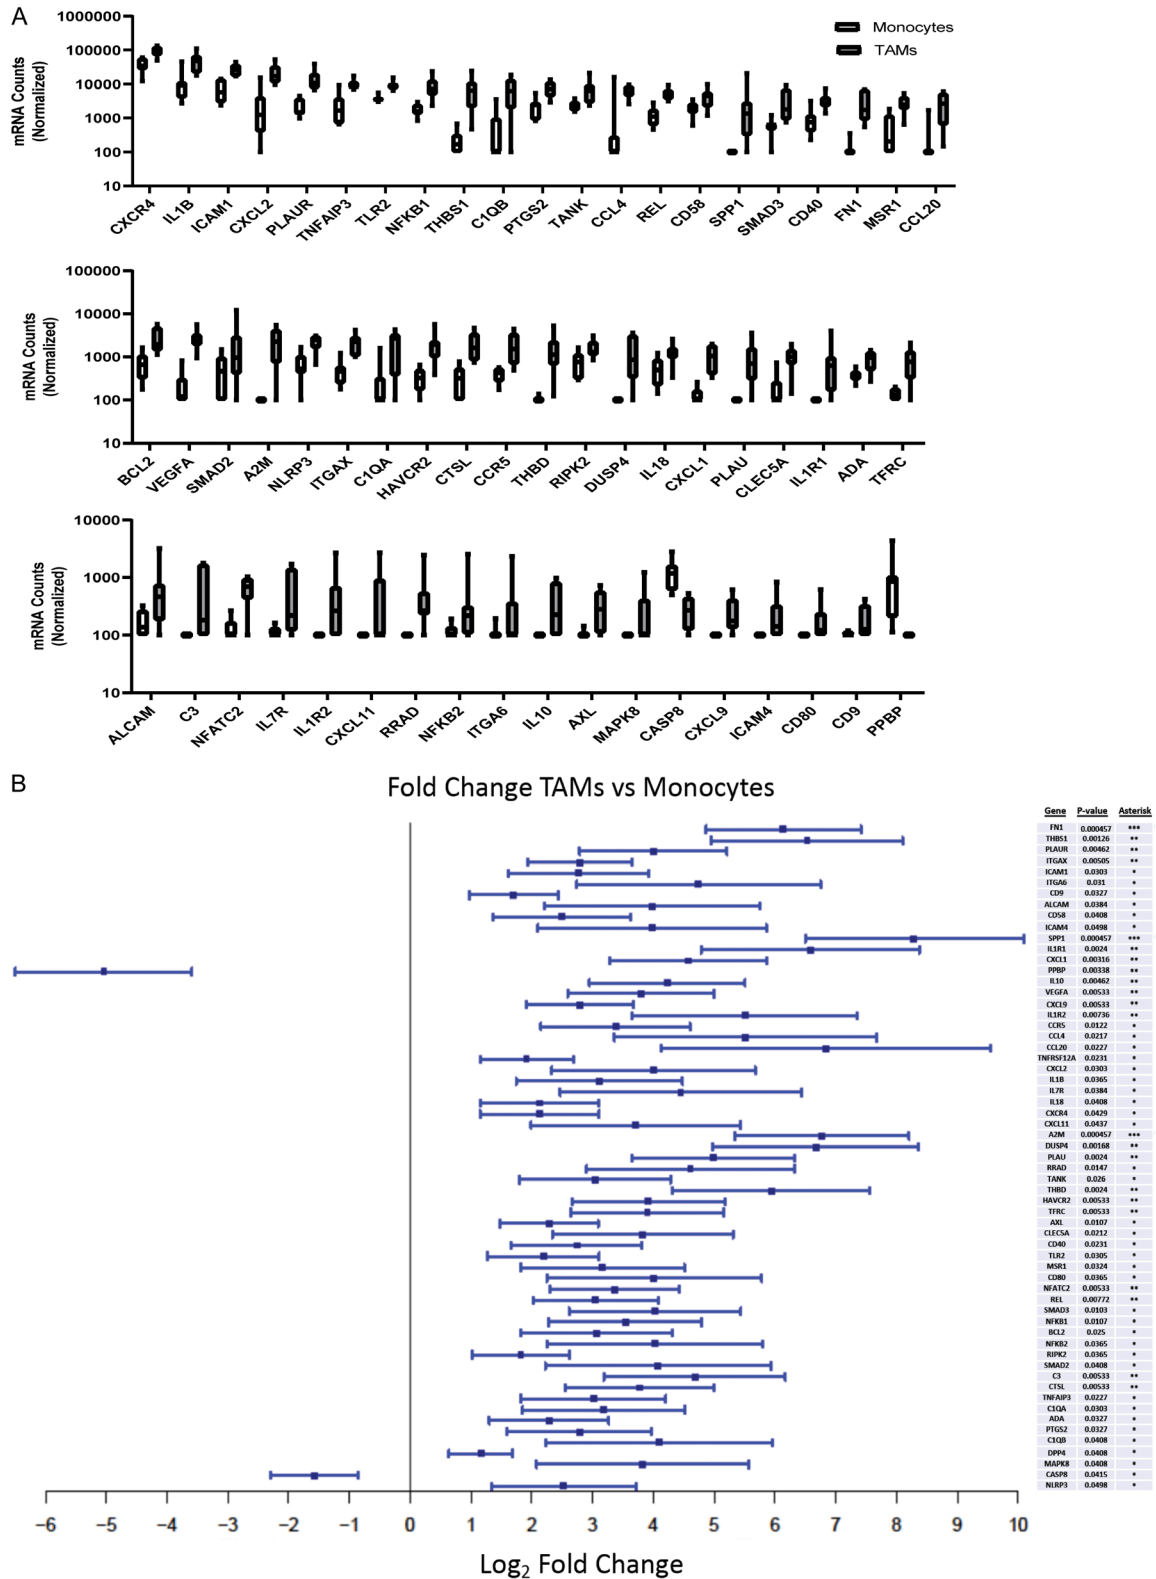 A
1000000
100000
10000
1000
100
10
mRNA Counts
(Normalized)
Monocytes
TAMs
CXCR4 IL1B ICAM1 CXCL2 PLAUR TNFAIP3 TLR2 NFKB1 THBS1 C1QB PTGS2 TANK CCL4 REL CD58 SPP1 SMAD3 CD40 FN1 MSR1 CCL20
100000
10000
1000
100
10
mRNA Counts
(Normalized)
BCL2 VEGFA SMAD2 A2M NLRP3 ITGAX C1QA HAVCR2 CTSL CCR5 THBD RIPK2 DUSP4 IL18 CXCL1 PLAU CLEC5A IL1R1 ADA TFRC
10000
1000
100
10
mRNA Counts
(Normalized)
ALCAM C3 NFATC2 IL7R IL1R2 CXCL11 RRAD NFKB2 ITGA6 IL10 AXL MAPK8 CASP8 CXCL9 ICAM4 CD80 CD9 PPBP
B
Fold Change TAMs vs Monocytes
Gene P-value Asterisk
FN1 0.000457 ***
THBS1 0.00126 **
PLAUR 0.00462 **
ITGAX 0.00505 **
ICAM1 0.0303 *
ITGA6 0.031 *
CD9 0.0327 *
ALCAM 0.0384 *
CD58 0.0408 *
ICAM4 0.0498 *
SPP1 0.000457 ***
IL1R1 0.0024 **
CXCL1 0.00316 **
PPBP 0.00338 **
IL10 0.00462 **
VEGFA 0.00533 **
CXCL9 0.00533 **
IL1R2 0.00736 **
CCR5 0.0122 *
CCL4 0.0217 *
CCL20 0.0227 *
TNFRSF12A 0.0231 *
CXCL2 0.0303 *
IL1B 0.0365 *
IL7R 0.0384 *
IL18 0.0408 *
CXCR4 0.0429 *
CXCL11 0.0437 *
A2M 0.000457 ***
DUSP4 0.00168 **
PLAU 0.0024 **
RRAD 0.0147 *
TANK 0.026 *
THBD 0.0024 **
HAVCR2 0.00533 **
TFRC 0.00533 **
AXL 0.0107 *
CLEC5A 0.0212 *
CD40 0.0231 *
TLR2 0.0305 *
MSR1 0.0324 *
CD80 0.0365 *
NFATC2 0.00533 **
REL 0.00772 **
SMAD3 0.0103 *
NFKB1 0.0107 *
BCL2 0.025 *
NFKB2 0.0365 *
RIPK2 0.0365 *
SMAD2 0.0408 *
C3 0.00533 **
CTSL 0.00533 **
TNFAIP3 0.0227 *
C1QA 0.0303 *
ADA 0.0327 *
PTGS2 0.0327 *
C1QB 0.0408 *
DPP4 0.0408 *
MAPK8 0.0408 *
CASP8 0.0415 *
NLRP3 0.0498 *
−6 −5 −4 −3 −2 −1 0 1 2 3 4 5 6 7 8 9 10
Log₂ Fold Change